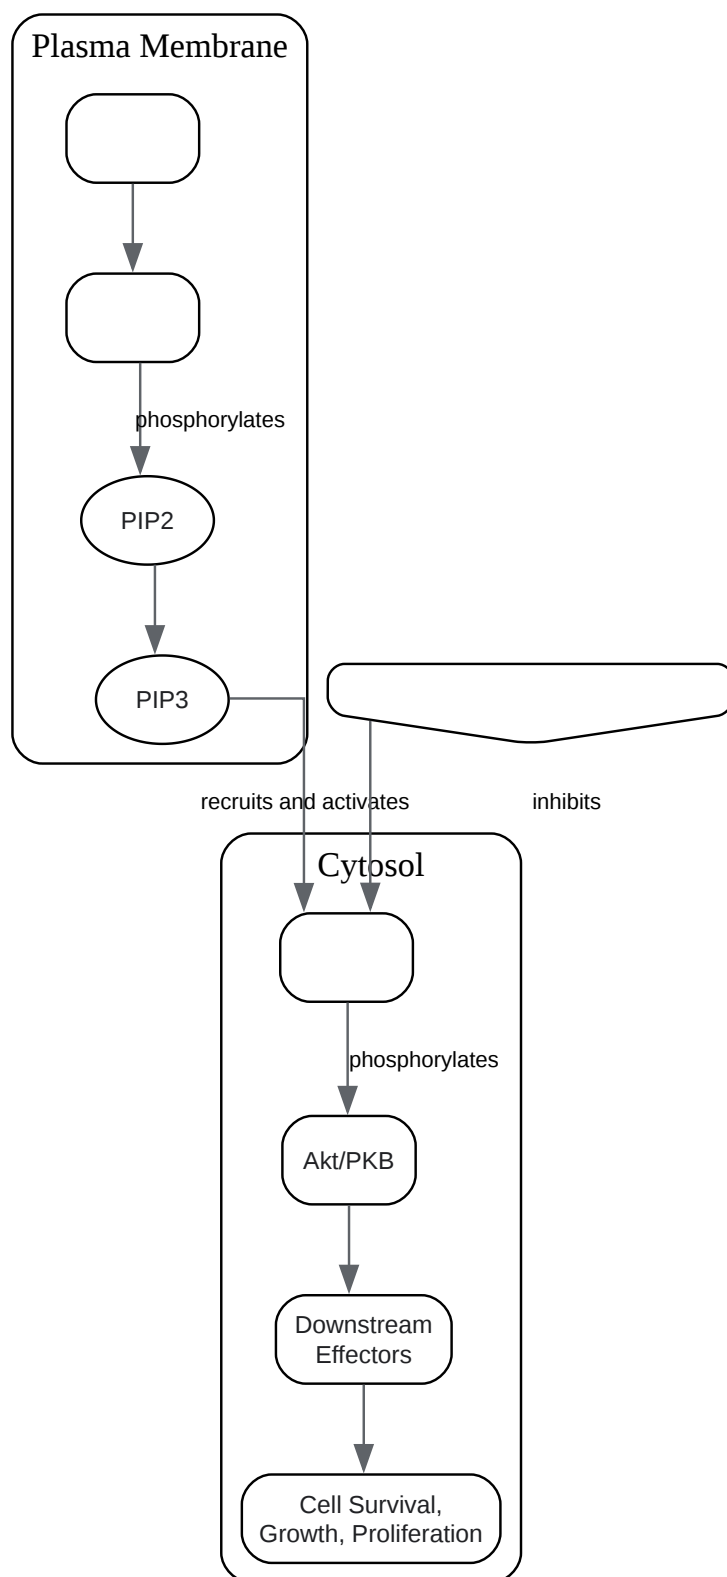 Plasma Membrane
phosphorylates
PIP2
PIP3
recruits and activates
inhibits
Cytosol
phosphorylates
Akt/PKB
Downstream
Effectors
Cell Survival,
Growth, Proliferation